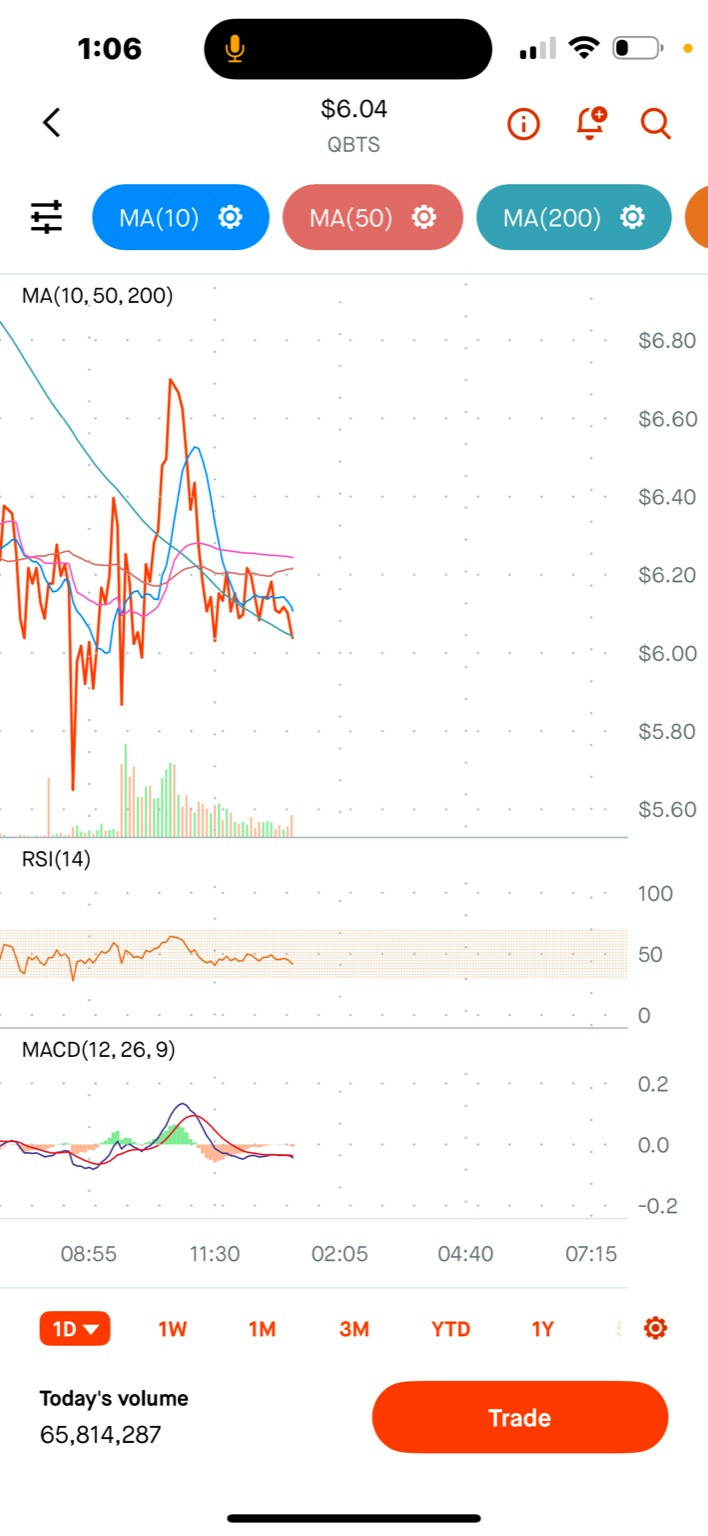 1:06
$6.04
QBTS
MA(10)
MA(50)
MA(200)
MA(10,50,200)
$6.80
$6.60
$6.40
$6.20
$6.00
$5.80
$5.60
RSI(14)
100
50
0
MACD(12,26,9)
0.2
0.0
-0.2
08:55 11:30 02:05 04:40 07:15
1D 1W 1M 3M YTD 1Y
Today's volume
65,814,287
Trade